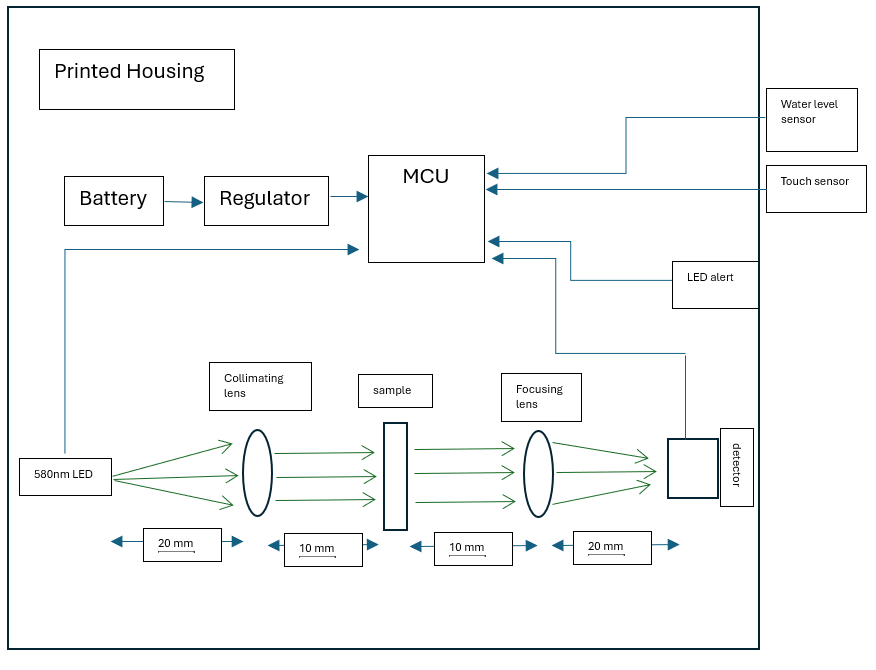 Printed Housing
Water level
sensor
MCU
Touch sensor
Battery
Regulator
LED alert
Collimating
lens
sample
Focusing
lens
580nm LED
detector
20 mm
10 mm
10 mm
20 mm